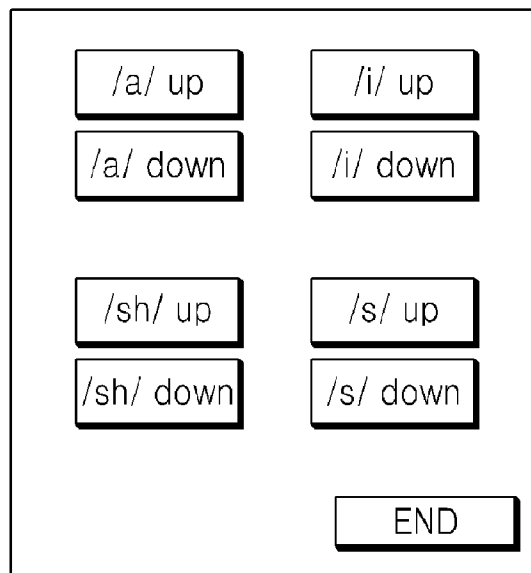 /a/ up /i/ up
/a/ down /i/ down
/sh/ up /s/ up
/sh/ down /s/ down
END